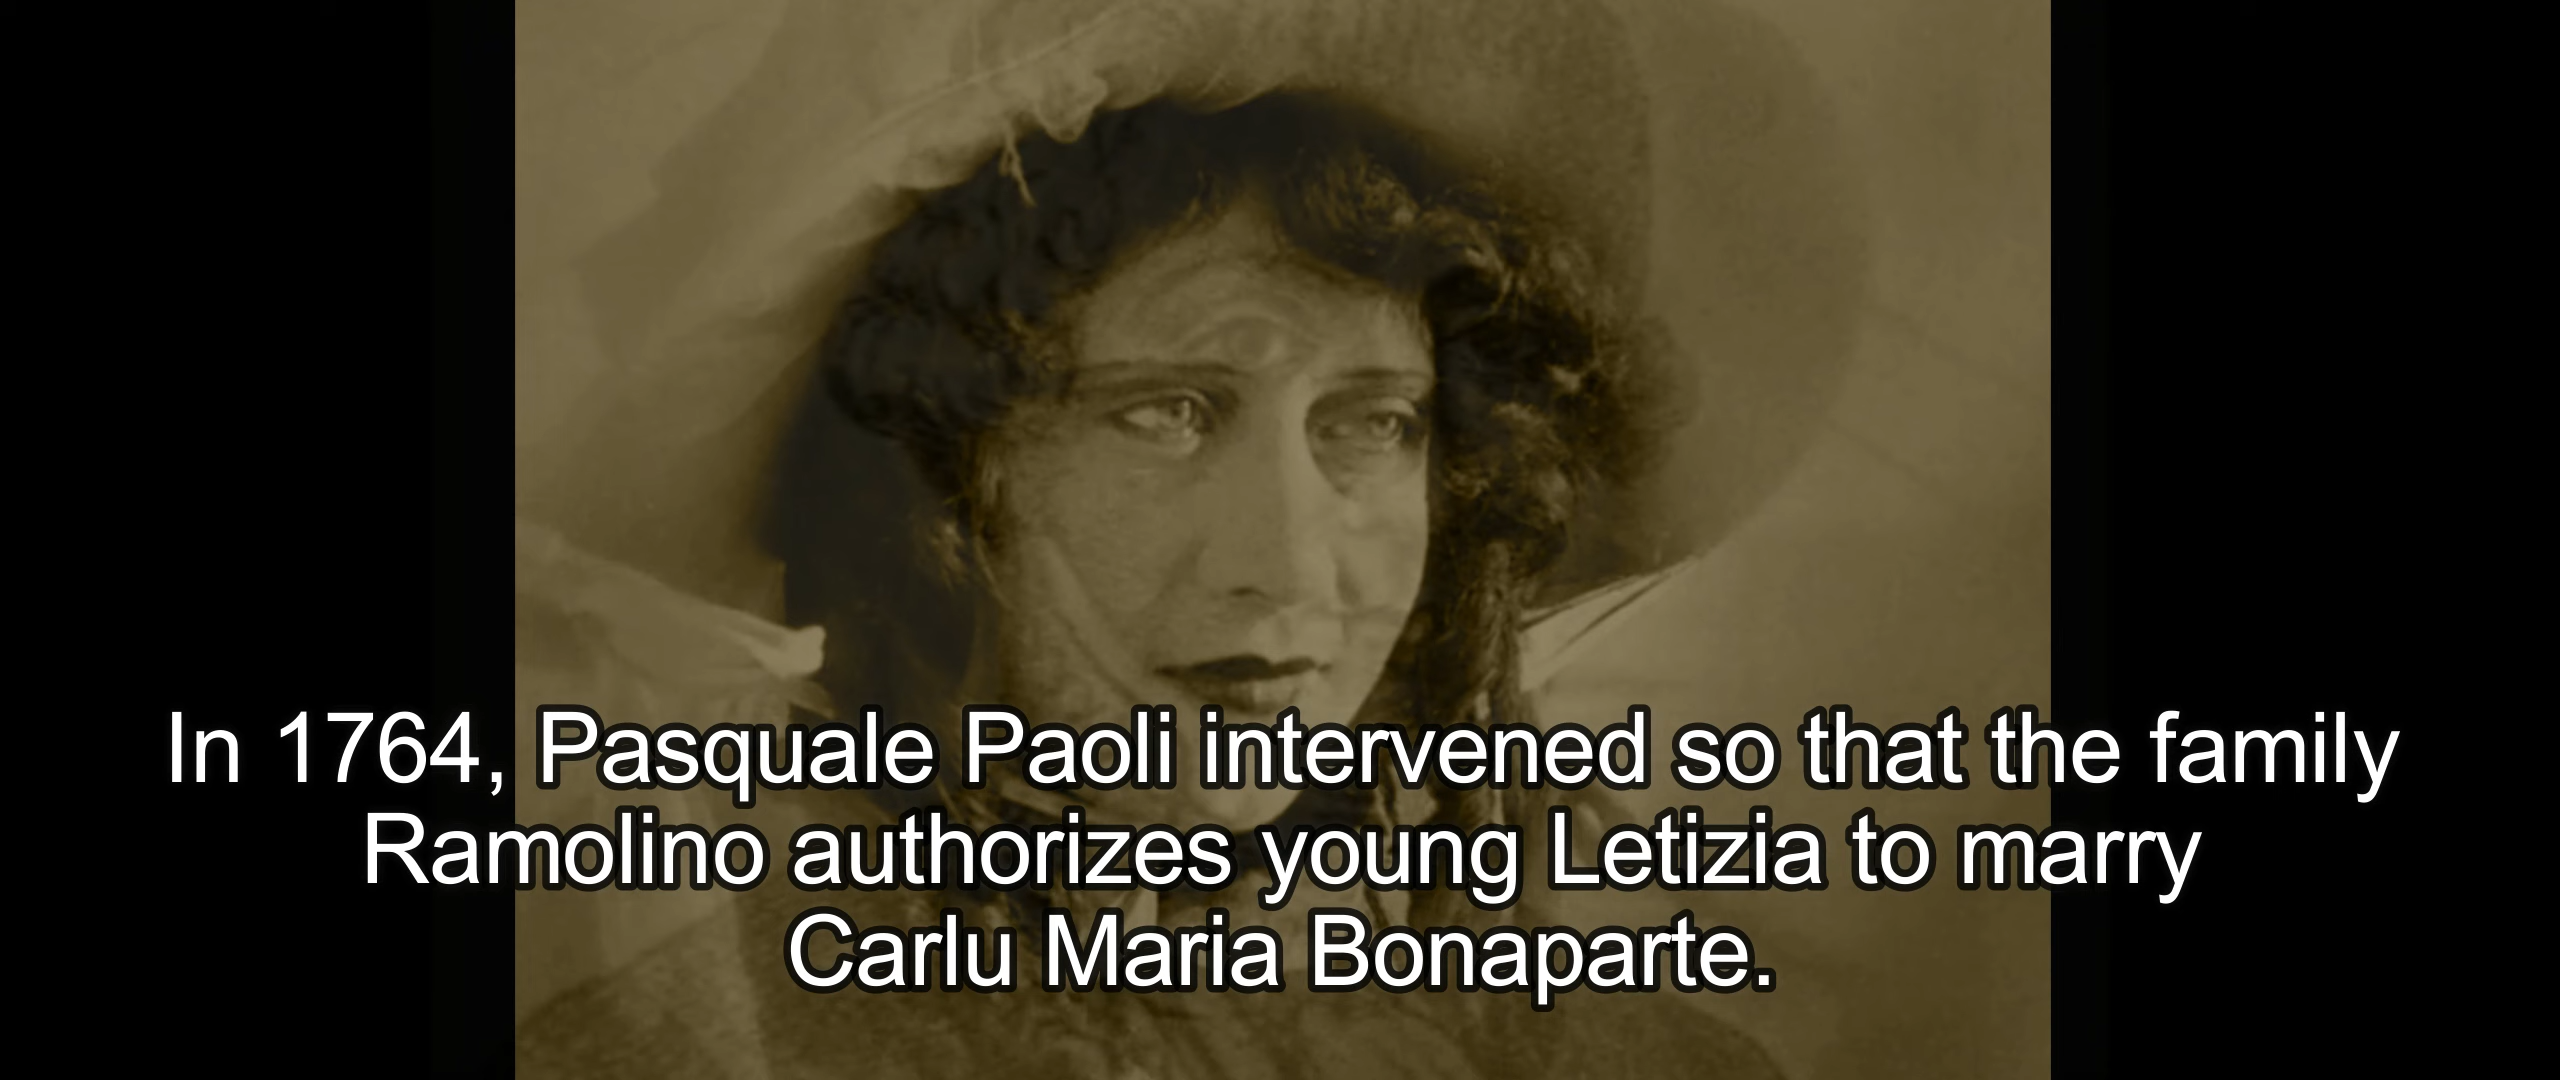 In 1764, Pasquale Paoli intervened so that the family
Ramolino authorizes young Letizia to marry
Carlu Maria Bonaparte.